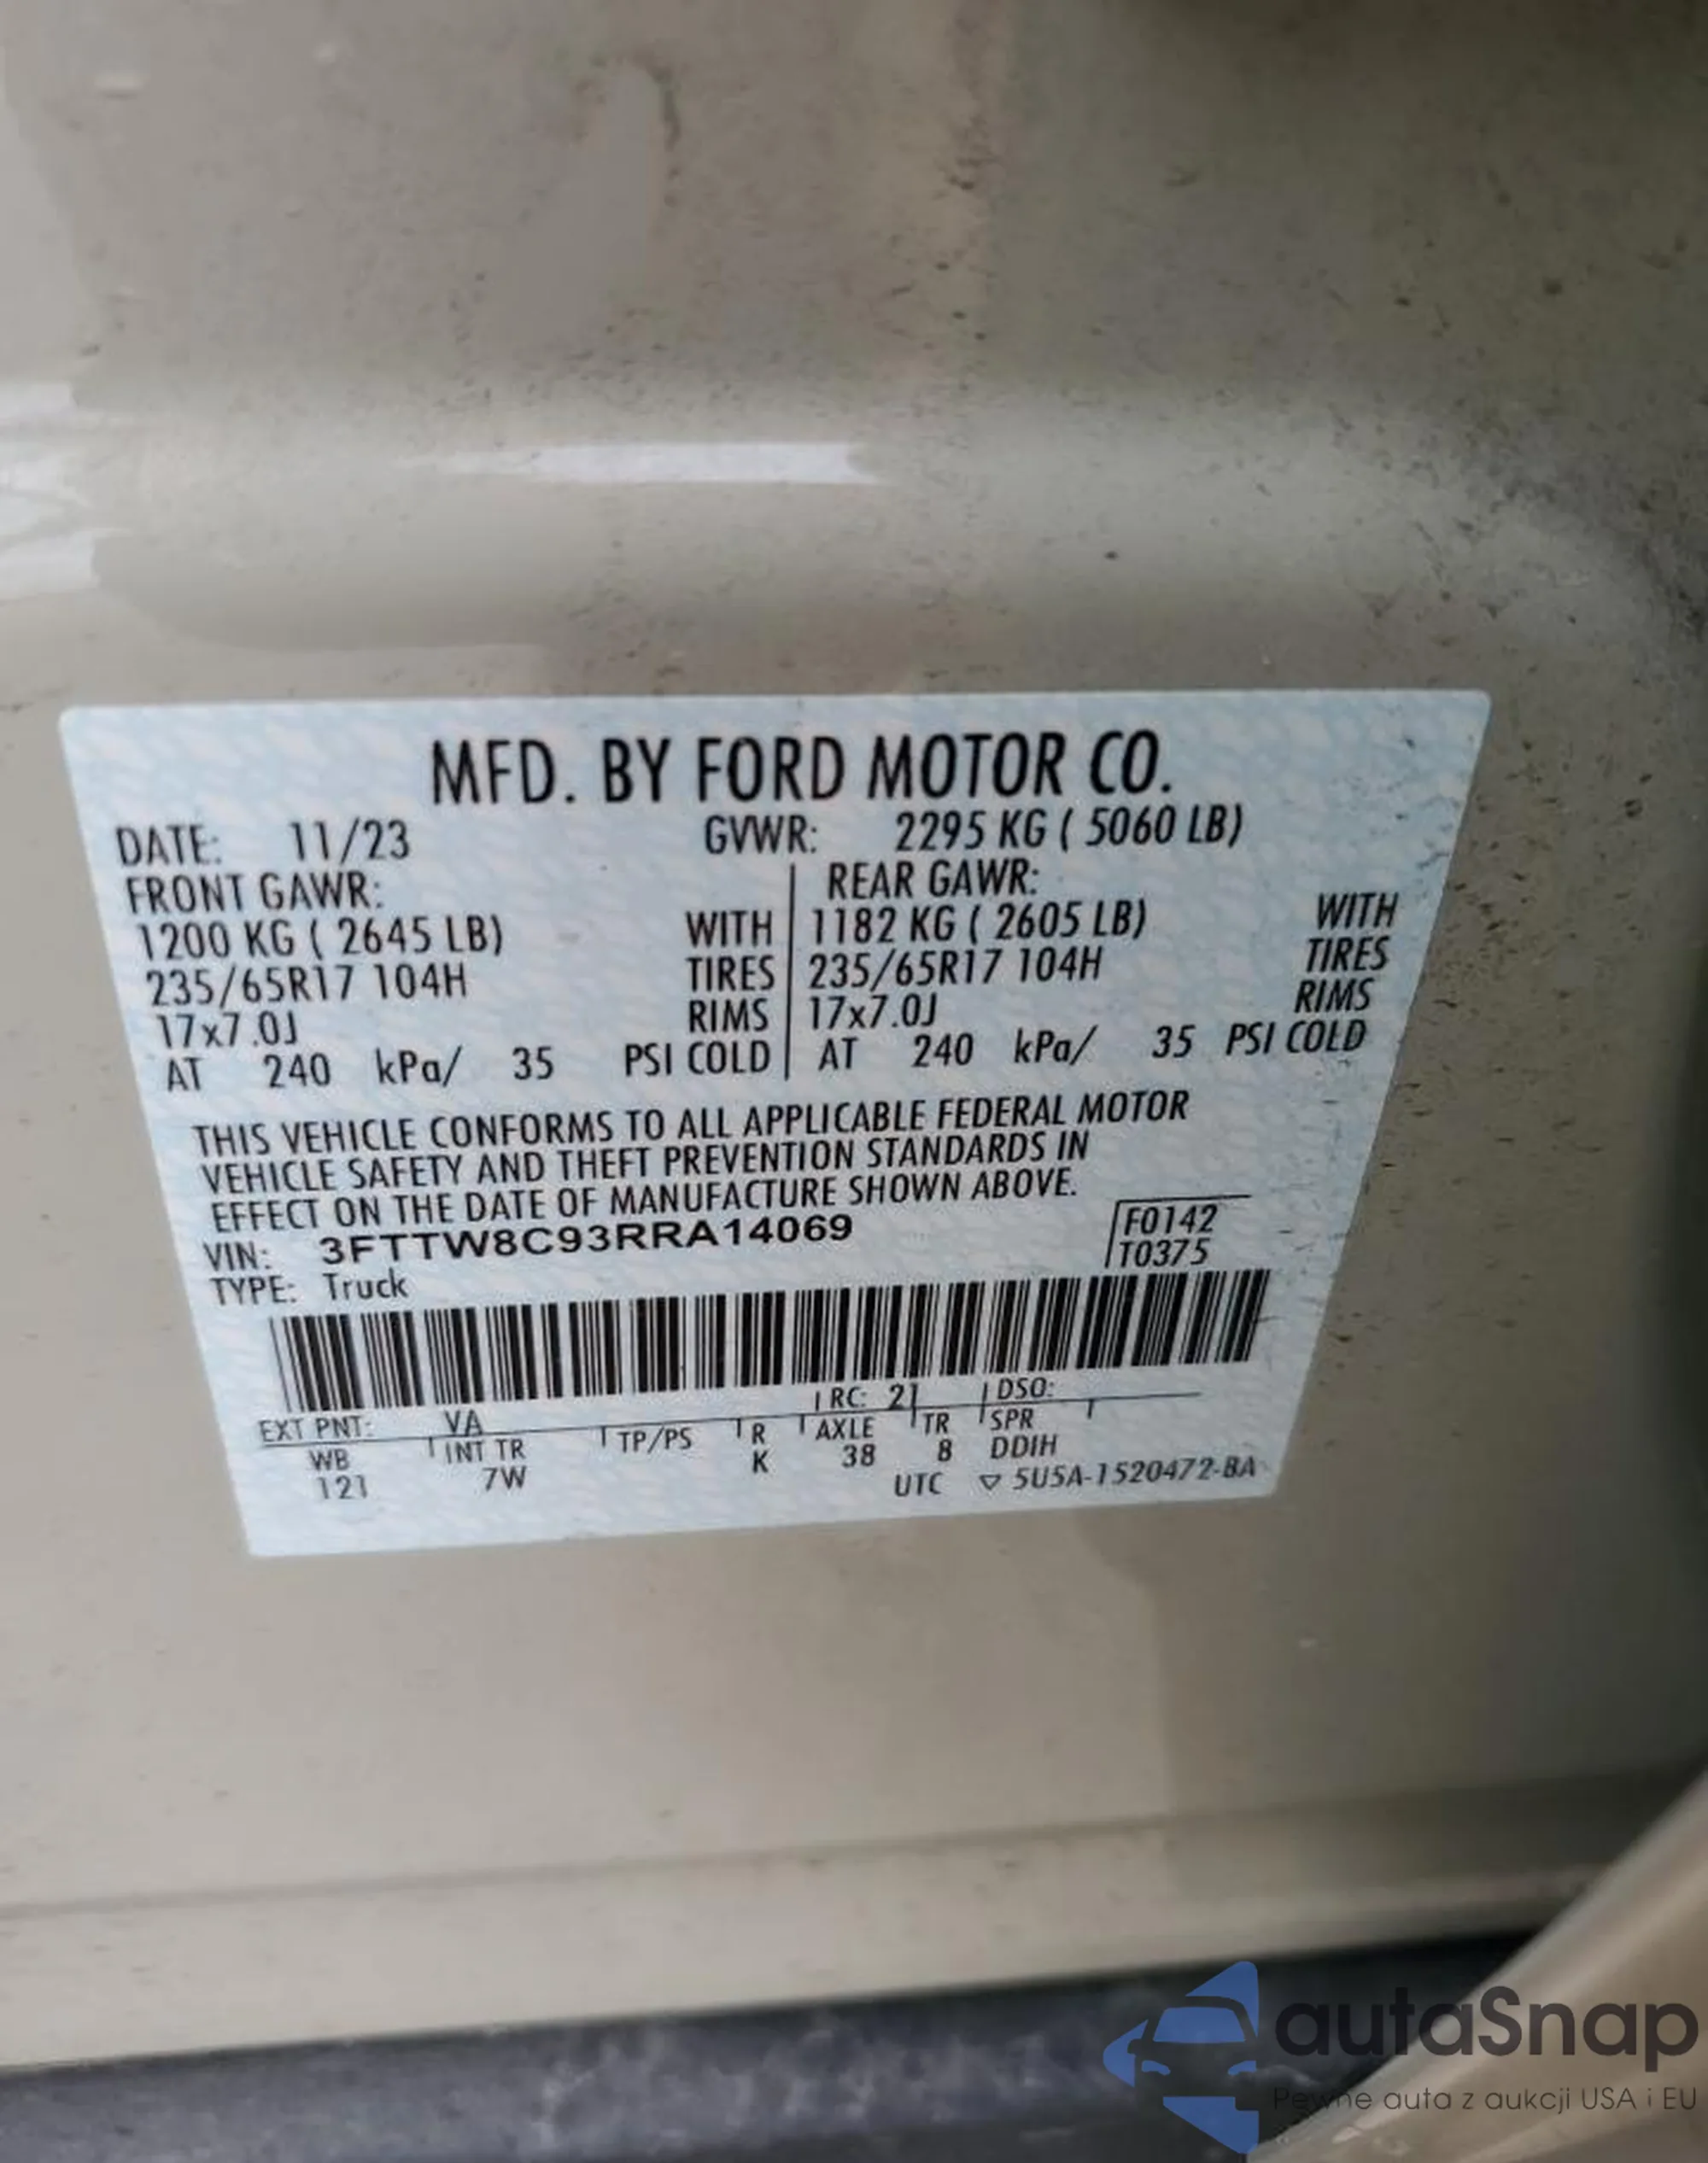 MFD. BY FORD MOTOR CO.
DATE: 11/23 GVWR: 2295 KG ( 5060 LB)
FRONT GAWR: REAR GAWR:
1200 KG ( 2645 LB) WITH 1182 KG ( 2605 LB) WITH
235/65R17 104H TIRES 235/65R17 104H TIRES
17x7.0J RIMS 17x7.0J RIMS
AT 240 kPa/ 35 PSI COLD AT 240 kPa/ 35 PSI COLD
THIS VEHICLE CONFORMS TO ALL APPLICABLE FEDERAL MOTOR
VEHICLE SAFETY AND THEFT PREVENTION STANDARDS IN
EFFECT ON THE DATE OF MANUFACTURE SHOWN ABOVE.
VIN: 3FTTW8C93RRA14069 F0142
TYPE: Truck T0375
EXT PNT: VA RC: 21 DSO:
WB INT TR TP/PS R AXLE TR SPR
121 7W K 38 8 DDIH
UTC ▽ 5U5A-1520472-BA
autaSnap
Pewne auta z aukcji USA i EU